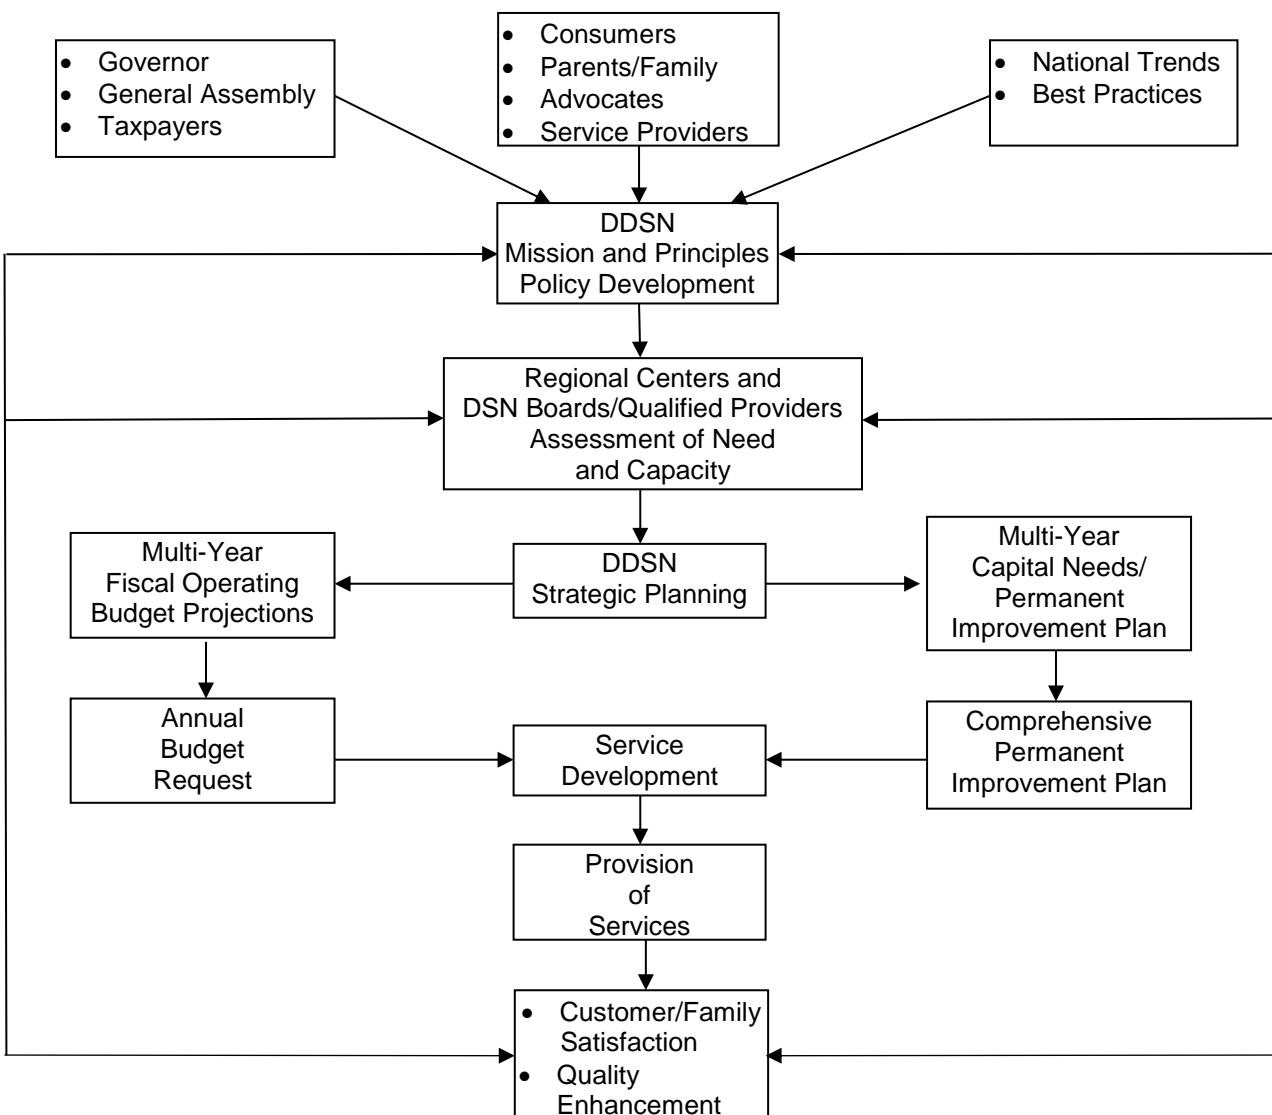 • Governor
• General Assembly
• Taxpayers
• Consumers
• Parents/Family
• Advocates
• Service Providers
• National Trends
• Best Practices
DDSN
Mission and Principles
Policy Development
Regional Centers and
DSN Boards/Qualified Providers
Assessment of Need
and Capacity
Multi-Year
Fiscal Operating
Budget Projections
DDSN
Strategic Planning
Multi-Year
Capital Needs/
Permanent
Improvement Plan
Annual
Budget
Request
Service
Development
Comprehensive
Permanent
Improvement Plan
Provision
of
Services
• Customer/Family
Satisfaction
• Quality
Enhancement